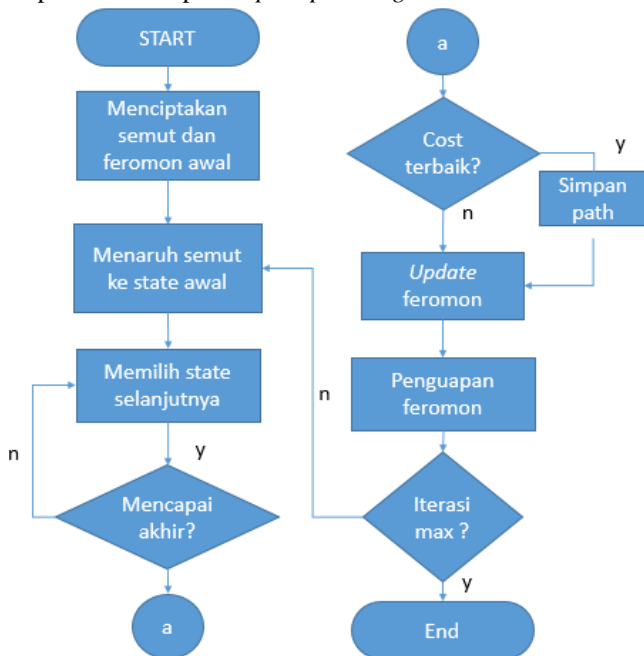 START
Menciptakan
semut dan
feromon awal
Menaruh semut
ke state awal
Memilih state
selanjutnya
n
y
Mencapai
akhir?
a
a
Cost
terbaik?
y
Simpan
path
n
Update
feromon
Penguapan
feromon
n
Iterasi
max ?
y
End